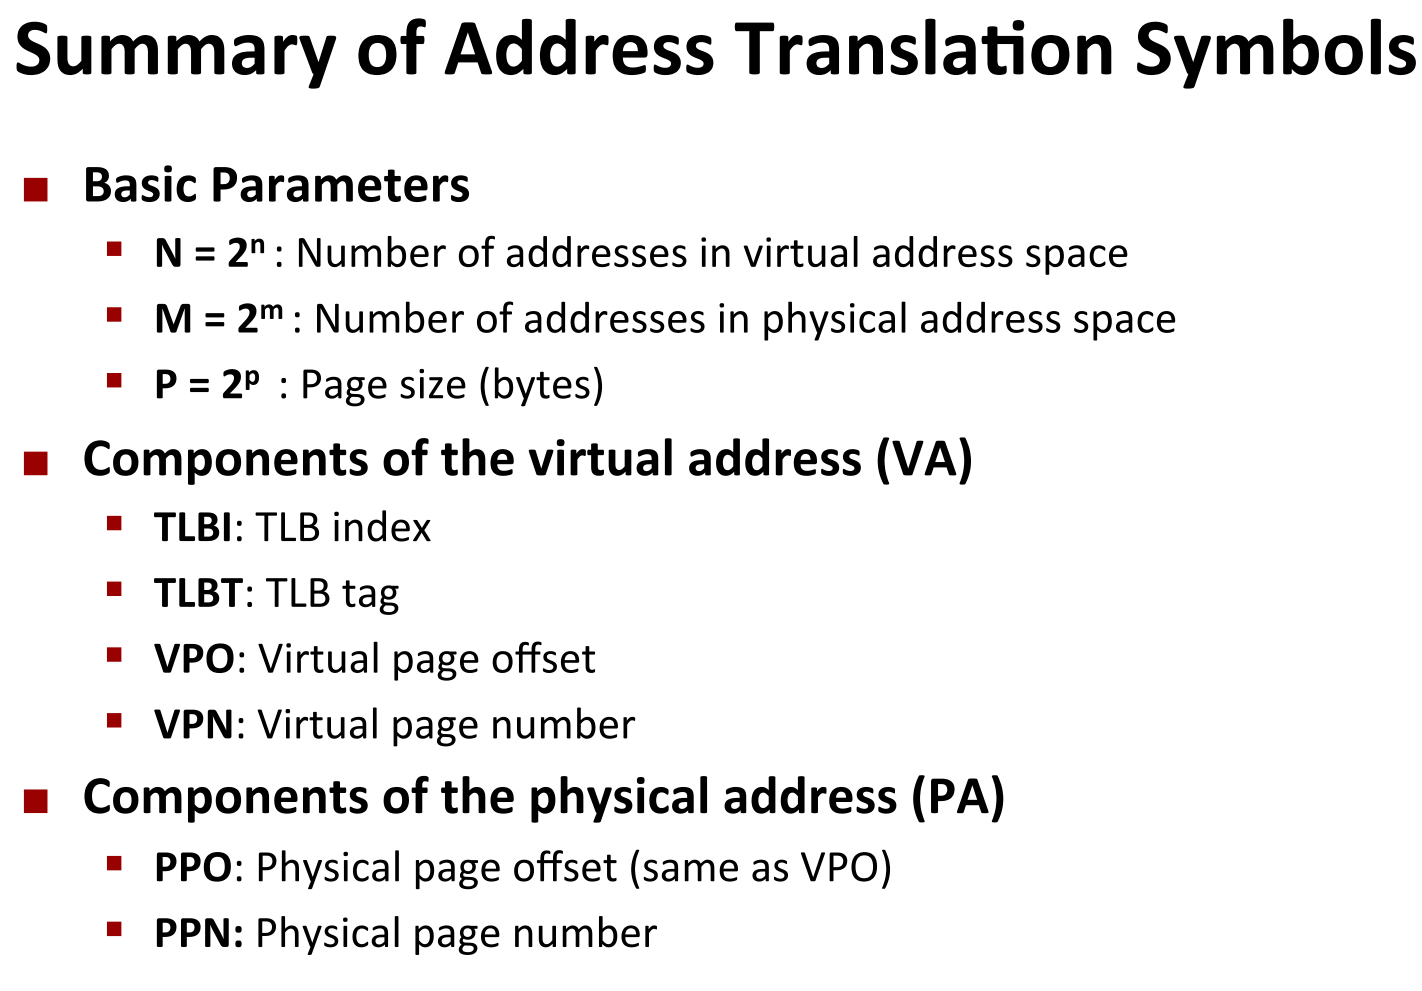 Summary of Address Translation Symbols
■ Basic Parameters
▪ N = 2ⁿ : Number of addresses in virtual address space
▪ M = 2ᵐ : Number of addresses in physical address space
▪ P = 2ᵖ : Page size (bytes)
■ Components of the virtual address (VA)
▪ TLBI: TLB index
▪ TLBT: TLB tag
▪ VPO: Virtual page offset
▪ VPN: Virtual page number
■ Components of the physical address (PA)
▪ PPO: Physical page offset (same as VPO)
▪ PPN: Physical page number